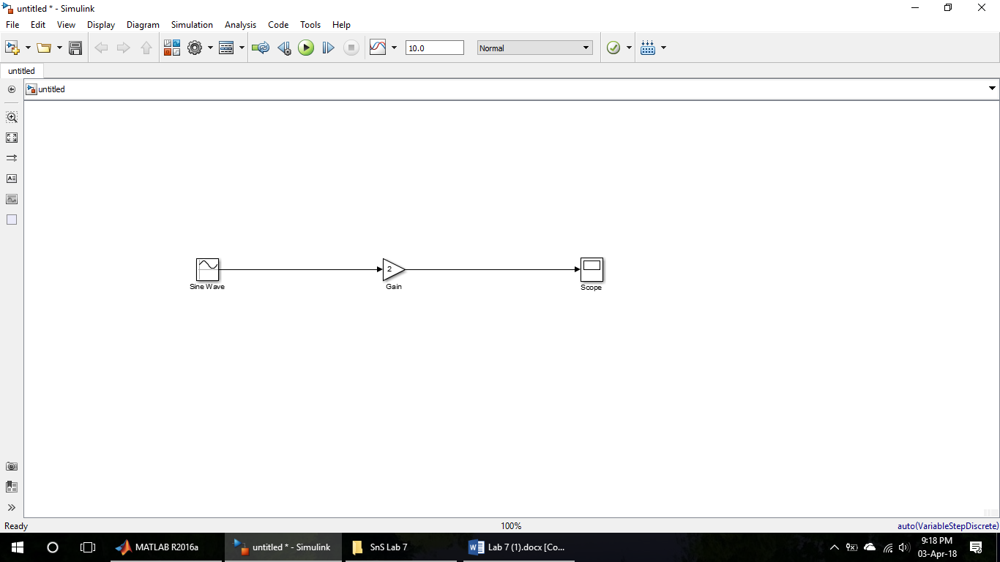 untitled * - Simulink
File Edit View Display Diagram Simulation Analysis Code Tools Help
10.0 Normal
untitled
untitled
2
Sine Wave Gain Scope
Ready 100% auto(VariableStepDiscrete)
MATLAB R2016a untitled * - Simulink SnS Lab 7 Lab 7 (1).docx [Co... 9:18 PM
03-Apr-18